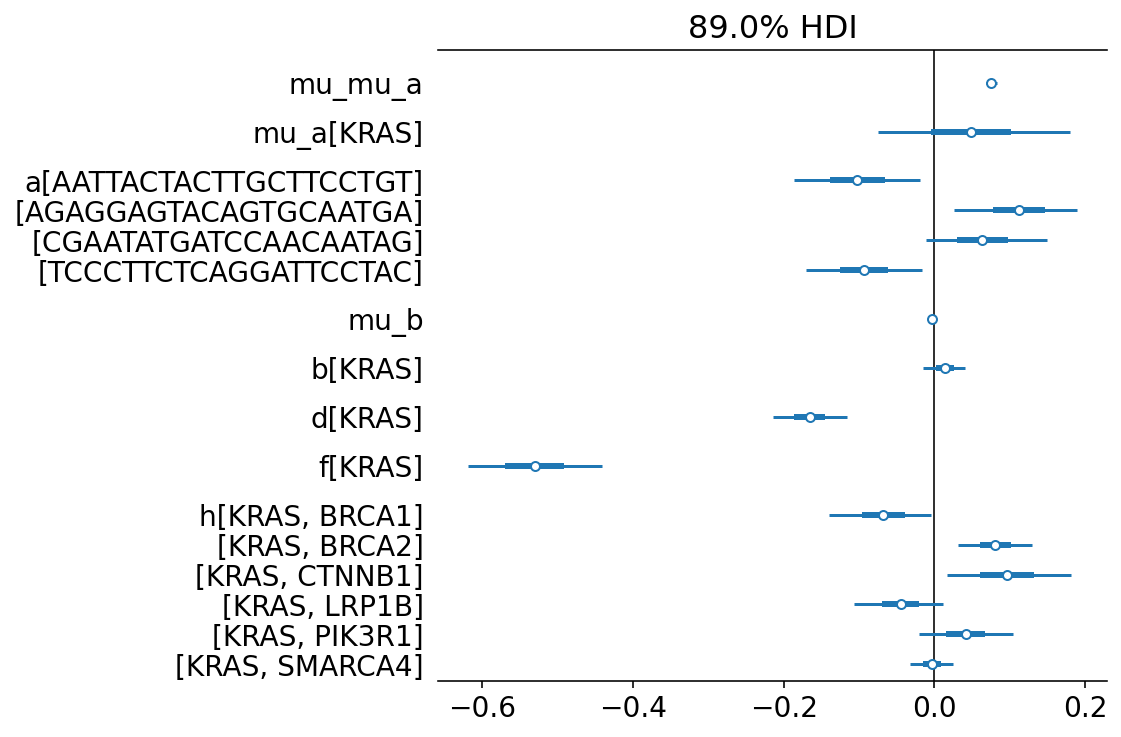 89.0% HDI
mu_mu_a
mu_a[KRAS]
a[AATTACTACTTGCTTCCTGT]
[AGAGGAGTACAGTGCAATGA]
[CGAATATGATCCAACAATAG]
[TCCCTTCTCAGGATTCCTAC]
mu_b
b[KRAS]
d[KRAS]
f[KRAS]
h[KRAS, BRCA1]
[KRAS, BRCA2]
[KRAS, CTNNB1]
[KRAS, LRP1B]
[KRAS, PIK3R1]
[KRAS, SMARCA4]
−0.6 −0.4 −0.2 0.0 0.2